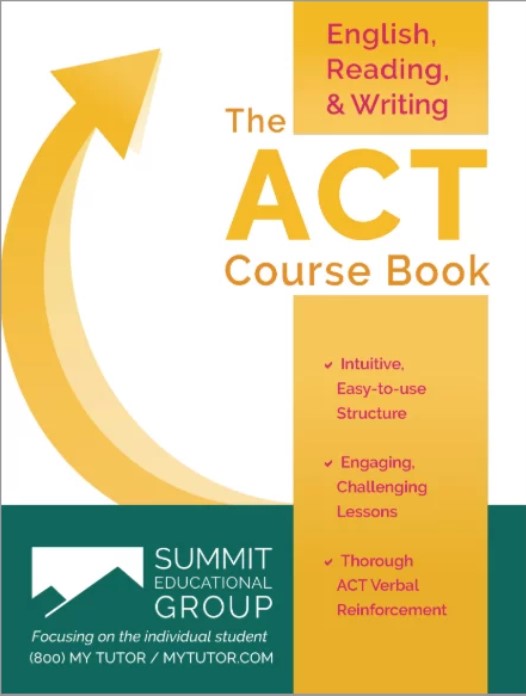 English,
Reading,
& Writing
The
ACT
Course Book
Intuitive,
Easy-to-use
Structure
Engaging,
Challenging
Lessons
Thorough
ACT Verbal
Reinforcement
SUMMIT
EDUCATIONAL
GROUP
Focusing on the individual student
(800) MY TUTOR / MYTUTOR.COM